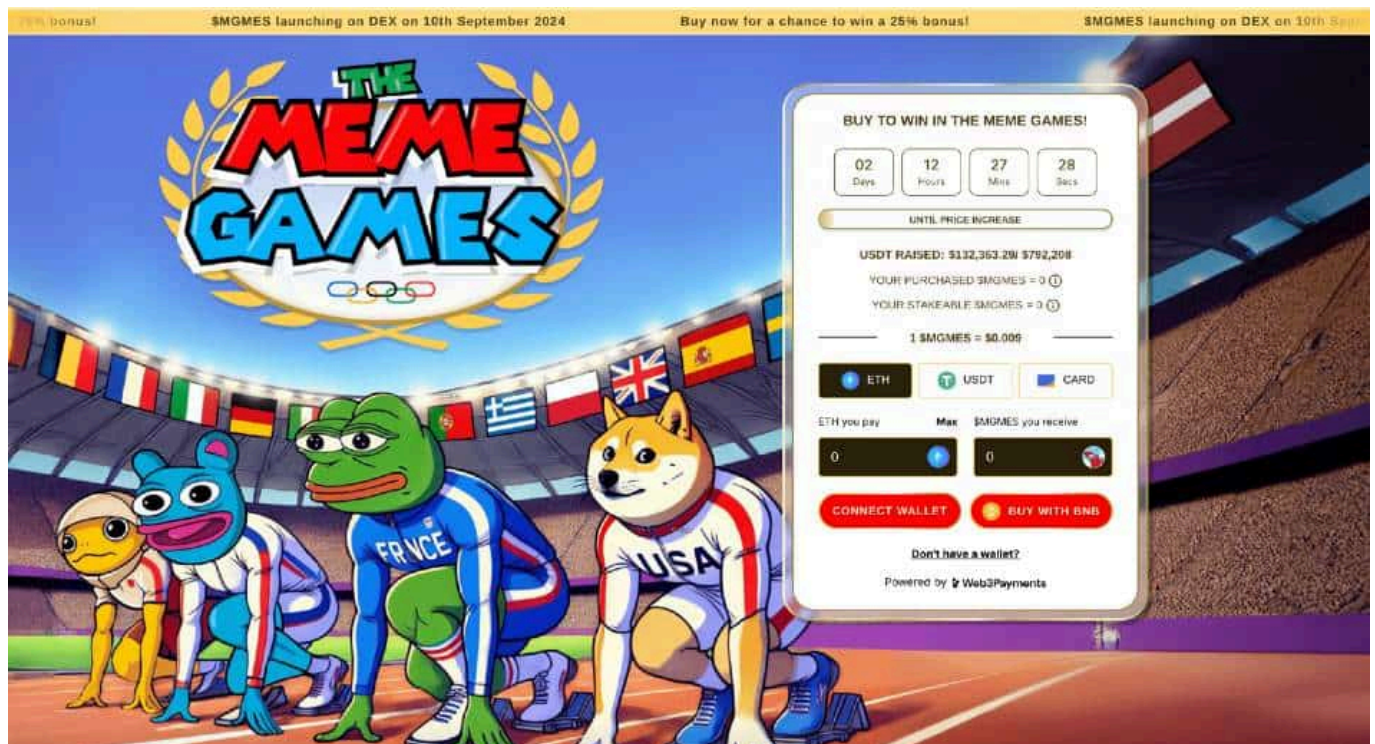 bonus!
$MGMES launching on DEX on 10th September 2024
Buy now for a chance to win a 25% bonus!
$MGMES launching on DEX on 10th
THE
MEME
GAMES
BUY TO WIN IN THE MEME GAMES!
02
Days
12
Hours
27
Mins
28
Secs
UNTIL PRICE INCREASE
USDT RAISED: $132,363.29/ $792,208
YOUR PURCHASED $MGMES = 0
YOUR STAKEABLE $MGMES = 0
1 $MGMES = $0.009
ETH
USDT
CARD
ETH you pay
Max
$MGMES you receive
0
0
CONNECT WALLET
BUY WITH BNB
Don't have a wallet?
Powered by Web3Payments
FRNCE
USA